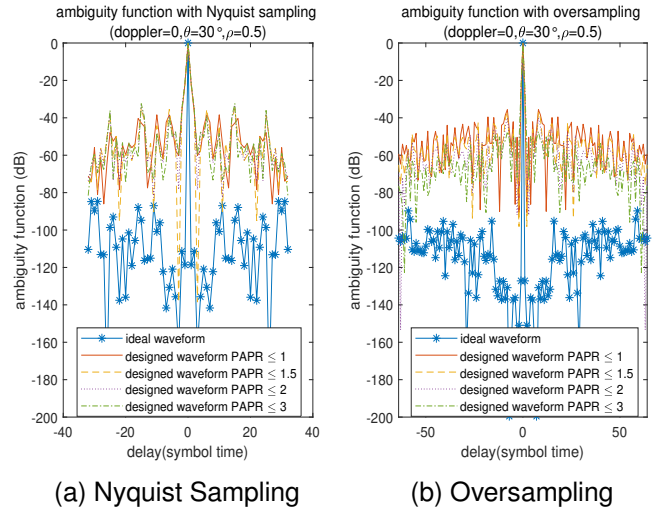 ambiguity function with Nyquist sampling
(doppler=0,θ=30°,ρ=0.5)
0
-20
-40
-60
-80
-100
-120
-140
-160
-180
-200
ambiguity function (dB)
ideal waveform
designed waveform PAPR ≤ 1
designed waveform PAPR ≤ 1.5
designed waveform PAPR ≤ 2
designed waveform PAPR ≤ 3
-40 -20 0 20 40
delay(symbol time)
(a) Nyquist Sampling
ambiguity function with oversampling
(doppler=0,θ=30°,ρ=0.5)
0
-20
-40
-60
-80
-100
-120
-140
-160
-180
-200
ambiguity function (dB)
ideal waveform
designed waveform PAPR ≤ 1
designed waveform PAPR ≤ 1.5
designed waveform PAPR ≤ 2
designed waveform PAPR ≤ 3
-50 0 50
delay(symbol time)
(b) Oversampling